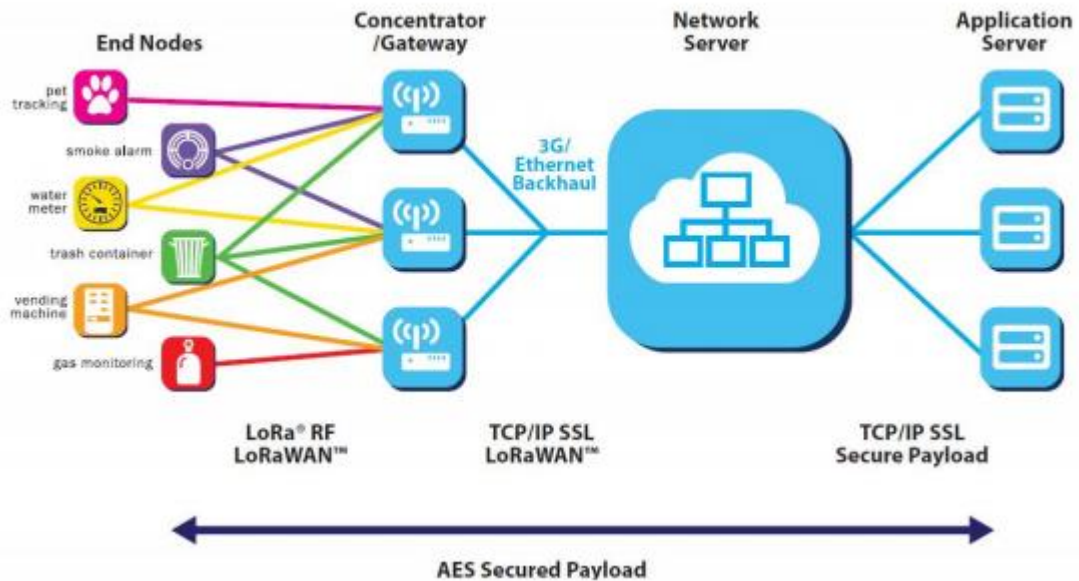 End Nodes
Concentrator
/Gateway
Network
Server
Application
Server
pet
tracking
smoke alarm
water
meter
trash container
vending
machine
gas monitoring
3G/
Ethernet
Backhaul
LoRa® RF
LoRaWAN™
TCP/IP SSL
LoRaWAN™
TCP/IP SSL
Secure Payload
AES Secured Payload